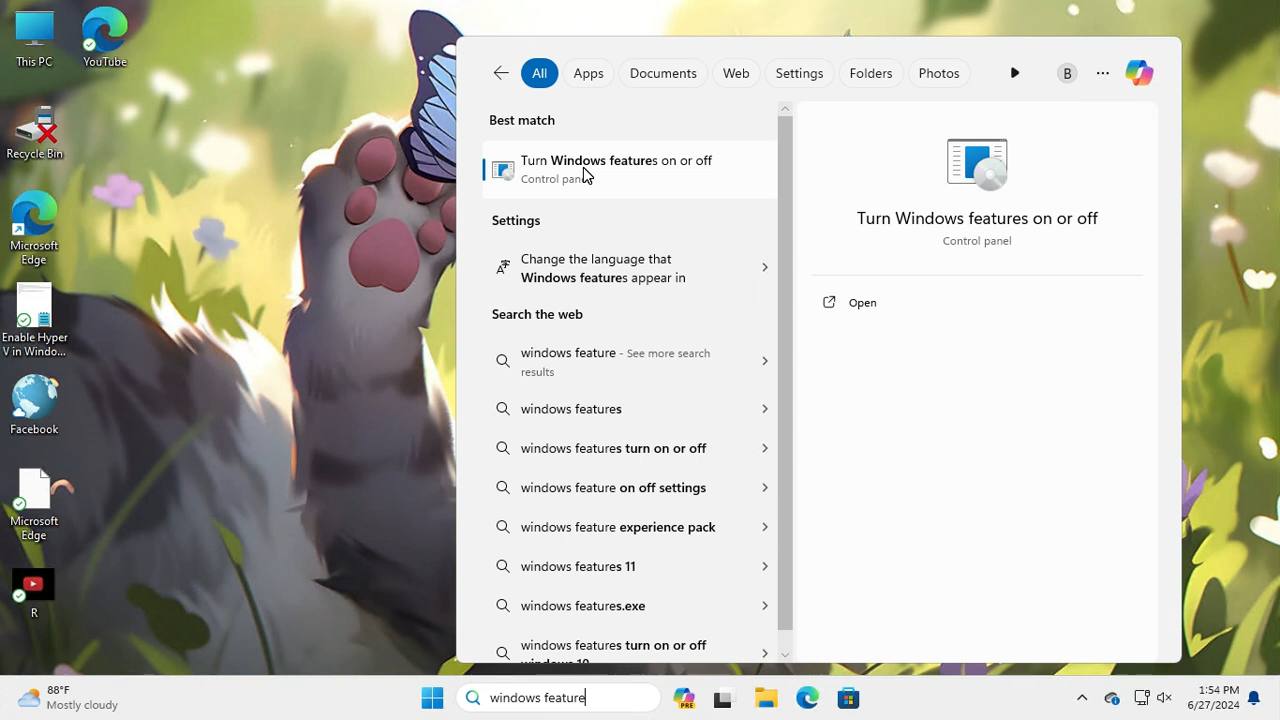 This PC
YouTube
Recycle Bin
Microsoft
Edge
Enable Hyper
V in Windo...
Facebook
Microsoft
Edge
R
All
Apps
Documents
Web
Settings
Folders
Photos
B
Best match
Turn Windows features on or off
Control panel
Settings
Change the language that
Windows features appear in
Search the web
windows feature - See more search
results
windows features
windows features turn on or off
windows feature on off settings
windows feature experience pack
windows features 11
windows features.exe
windows features turn on or off
windows 10
Turn Windows features on or off
Control panel
Open
88°F
Mostly cloudy
windows feature
PRE
1:54 PM
6/27/2024